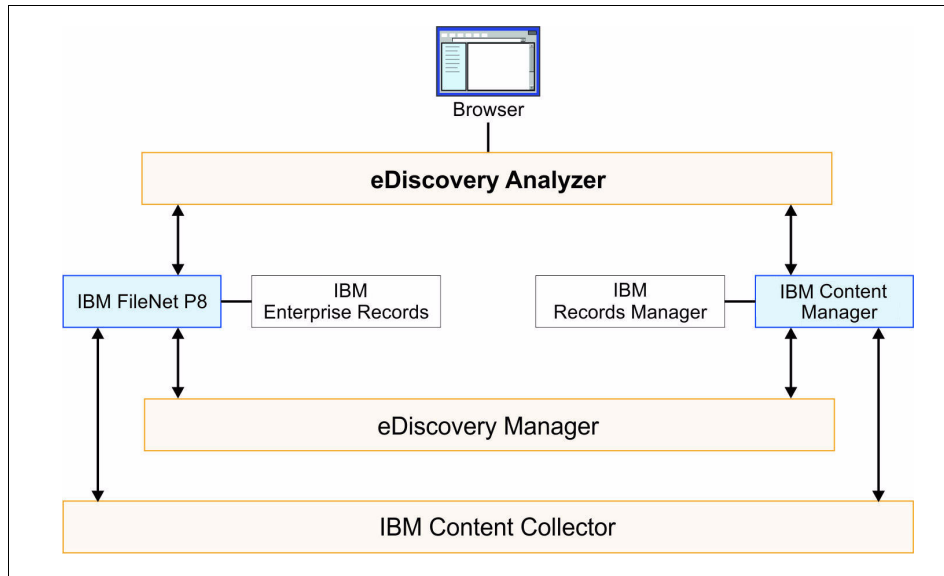 Browser
eDiscovery Analyzer
IBM FileNet P8
IBM
Enterprise Records
IBM
Records Manager
IBM Content
Manager
eDiscovery Manager
IBM Content Collector